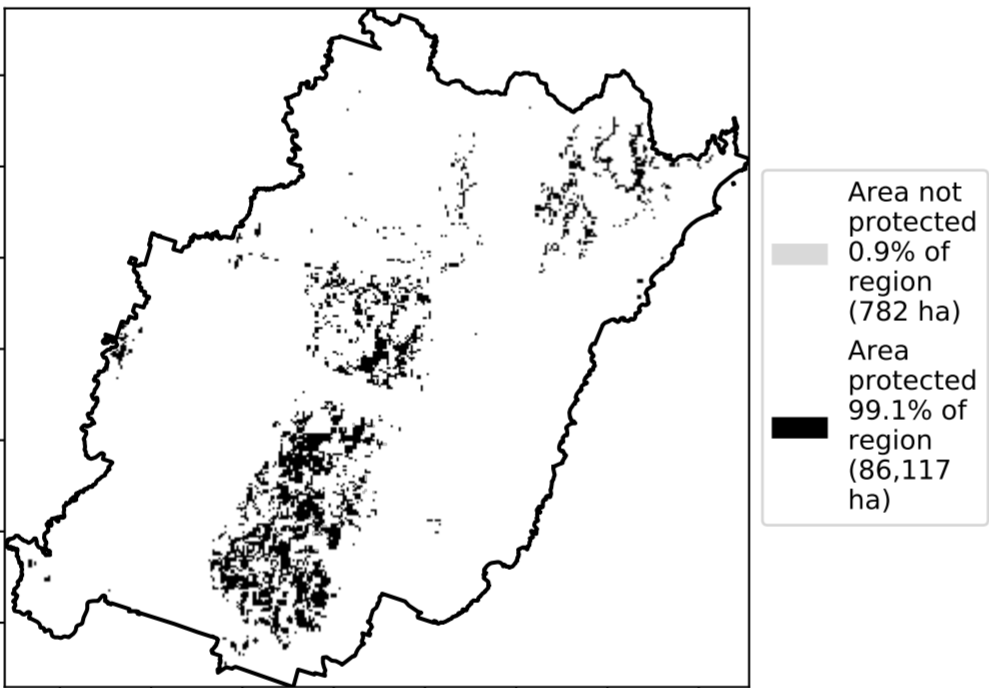 Area not
protected
0.9% of
region
(782 ha)
Area
protected
99.1% of
region
(86,117
ha)